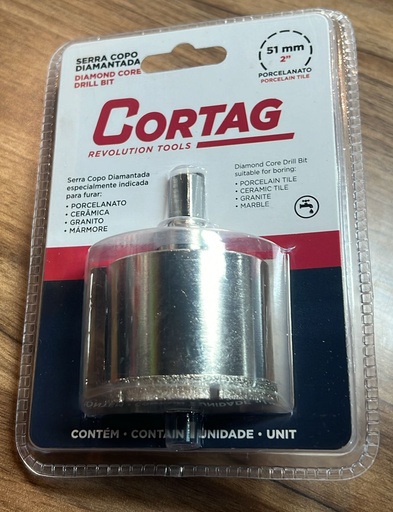 SERRA COPO
DIAMANTADA
DIAMOND CORE
DRILL BIT
51 mm
2"
PORCELANATO
PORCELAIN TILE
CORTAG
REVOLUTION TOOLS
Serra Copo Diamantada
especialmente indicada
para furar:
• PORCELANATO
• CERÂMICA
• GRANITO
• MÁRMORE
Diamond Core Drill Bit
suitable for boring:
• PORCELAIN TILE
• CERAMIC TILE
• GRANITE
• MARBLE
CONTÉM • CONTAIN UNIDADE • UNIT